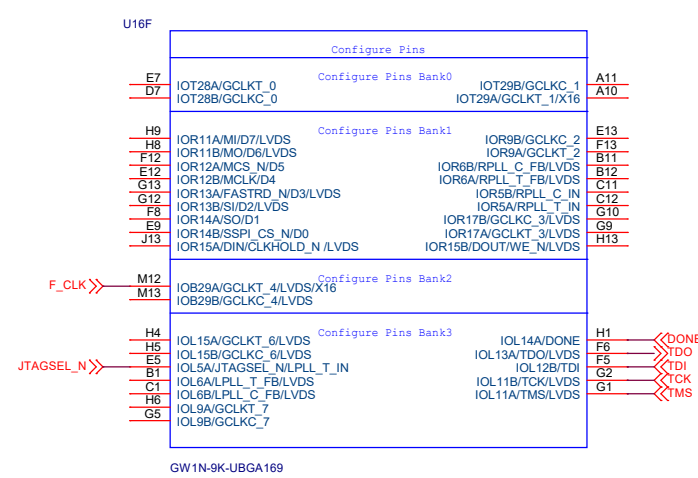 U16F
Configure Pins
Configure Pins Bank0
E7 IOT28A/GCLKT_0 IOT29B/GCLKC_1 A11
D7 IOT28B/GCLKC_0 IOT29A/GCLKT_1/X16 A10
Configure Pins Bank1
H9 IOR11A/MI/D7/LVDS IOR9B/GCLKC_2 E13
H8 IOR11B/MO/D6/LVDS IOR9A/GCLKT_2 F13
F12 IOR12A/MCS_N/D5 IOR6B/RPLL_C_FB/LVDS B11
E12 IOR12B/MCLK/D4 IOR6A/RPLL_T_FB/LVDS B12
G13 IOR13A/FASTRD_N/D3/LVDS IOR5B/RPLL_C_IN C11
G12 IOR13B/SI/D2/LVDS IOR5A/RPLL_T_IN C12
F8 IOR14A/SO/D1 IOR17B/GCLKC_3/LVDS G10
E9 IOR14B/SSPI_CS_N/D0 IOR17A/GCLKT_3/LVDS G9
J13 IOR15A/DIN/CLKHOLD_N /LVDS IOR15B/DOUT/WE_N/LVDS H13
Configure Pins Bank2
F_CLK M12 IOB29A/GCLKT_4/LVDS/X16
M13 IOB29B/GCLKC_4/LVDS
Configure Pins Bank3
H4 IOL15A/GCLKT_6/LVDS IOL14A/DONE H1 DONE
H5 IOL15B/GCLKC_6/LVDS IOL13A/TDO/LVDS F6 TDO
JTAGSEL_N E5 IOL5A/JTAGSEL_N/LPLL_T_IN IOL12B/TDI F5 TDI
B1 IOL6A/LPLL_T_FB/LVDS IOL11B/TCK/LVDS G2 TCK
C1 IOL6B/LPLL_C_FB/LVDS IOL11A/TMS/LVDS G1 TMS
H6 IOL9A/GCLKT_7
G5 IOL9B/GCLKC_7
GW1N-9K-UBGA169